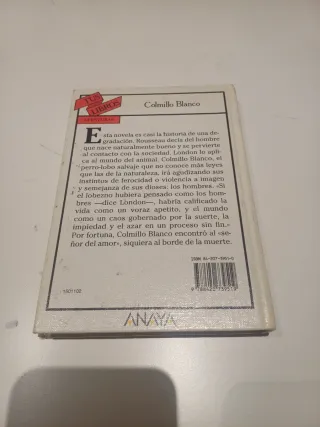 TUS
LIBROS
Colmillo Blanco
Esta novela es casi la historia de una de-
gradación. Rousseau decía del hombre
que nace naturalmente bueno y se pervierte
al contacto con la sociedad. London lo apli-
ca al mundo del animal. Colmillo Blanco, el
perro-lobo salvaje que no conoce más leyes
que las de la naturaleza, irá agudizando sus
instintos de ferocidad o violencia a imagen
y semejanza de sus dioses: los hombres. «Si
el lobezno hubiera pensado como los hom-
bres —dice London—, habría calificado la
vida como un voraz apetito, y el mundo
como un caos gobernado por la suerte, la
impiedad y el azar en un proceso sin fin.»
Por fortuna, Colmillo Blanco encontró al «se-
ñor del amor», siquiera al borde de la muerte.
ISBN
ANAYA